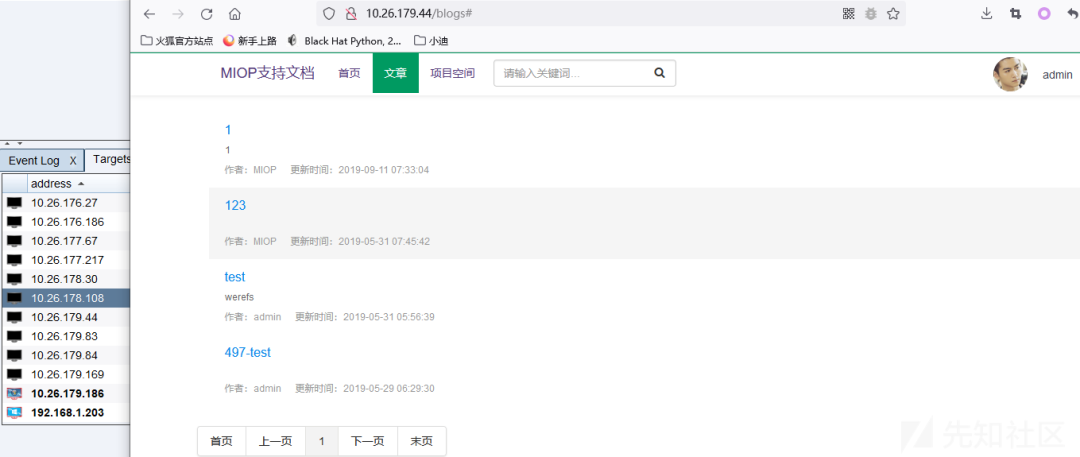 10.26.179.44/blogs#
火狐官方站点 新手上路 Black Hat Python, 2... 小迪
MIOP支持文档 首页 文章 项目空间 请输入关键词... admin
1
1
作者：MIOP 更新时间：2019-09-11 07:33:04
123
作者：MIOP 更新时间：2019-05-31 07:45:42
test
werefs
作者：admin 更新时间：2019-05-31 05:56:39
497-test
作者：admin 更新时间：2019-05-29 06:29:30
首页 上一页 1 下一页 末页
Event Log X Targets
address
10.26.176.27
10.26.176.186
10.26.177.67
10.26.177.217
10.26.178.30
10.26.178.108
10.26.179.44
10.26.179.83
10.26.179.84
10.26.179.169
10.26.179.186
192.168.1.203
先知社区